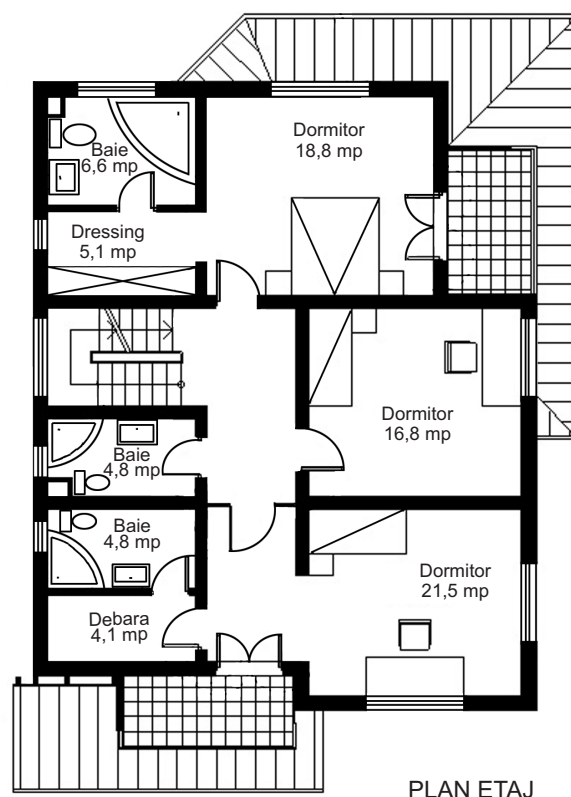 Dormitor
18,8 mp
Baie
6,6 mp
Dressing
5,1 mp
Dormitor
16,8 mp
Baie
4,8 mp
Baie
4,8 mp
Dormitor
21,5 mp
Debara
4,1 mp
PLAN ETAJ